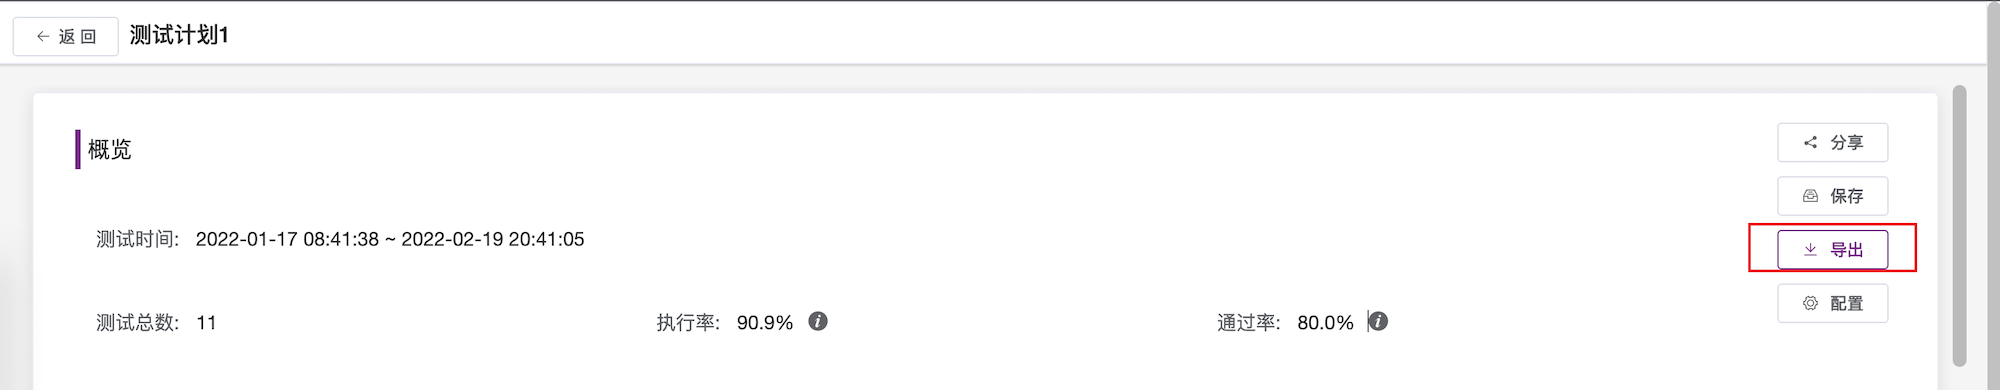 返 回 测试计划1
概览
分享
保存
测试时间: 2022-01-17 08:41:38 ~ 2022-02-19 20:41:05
导出
配置
测试总数: 11 执行率: 90.9% 通过率: 80.0%